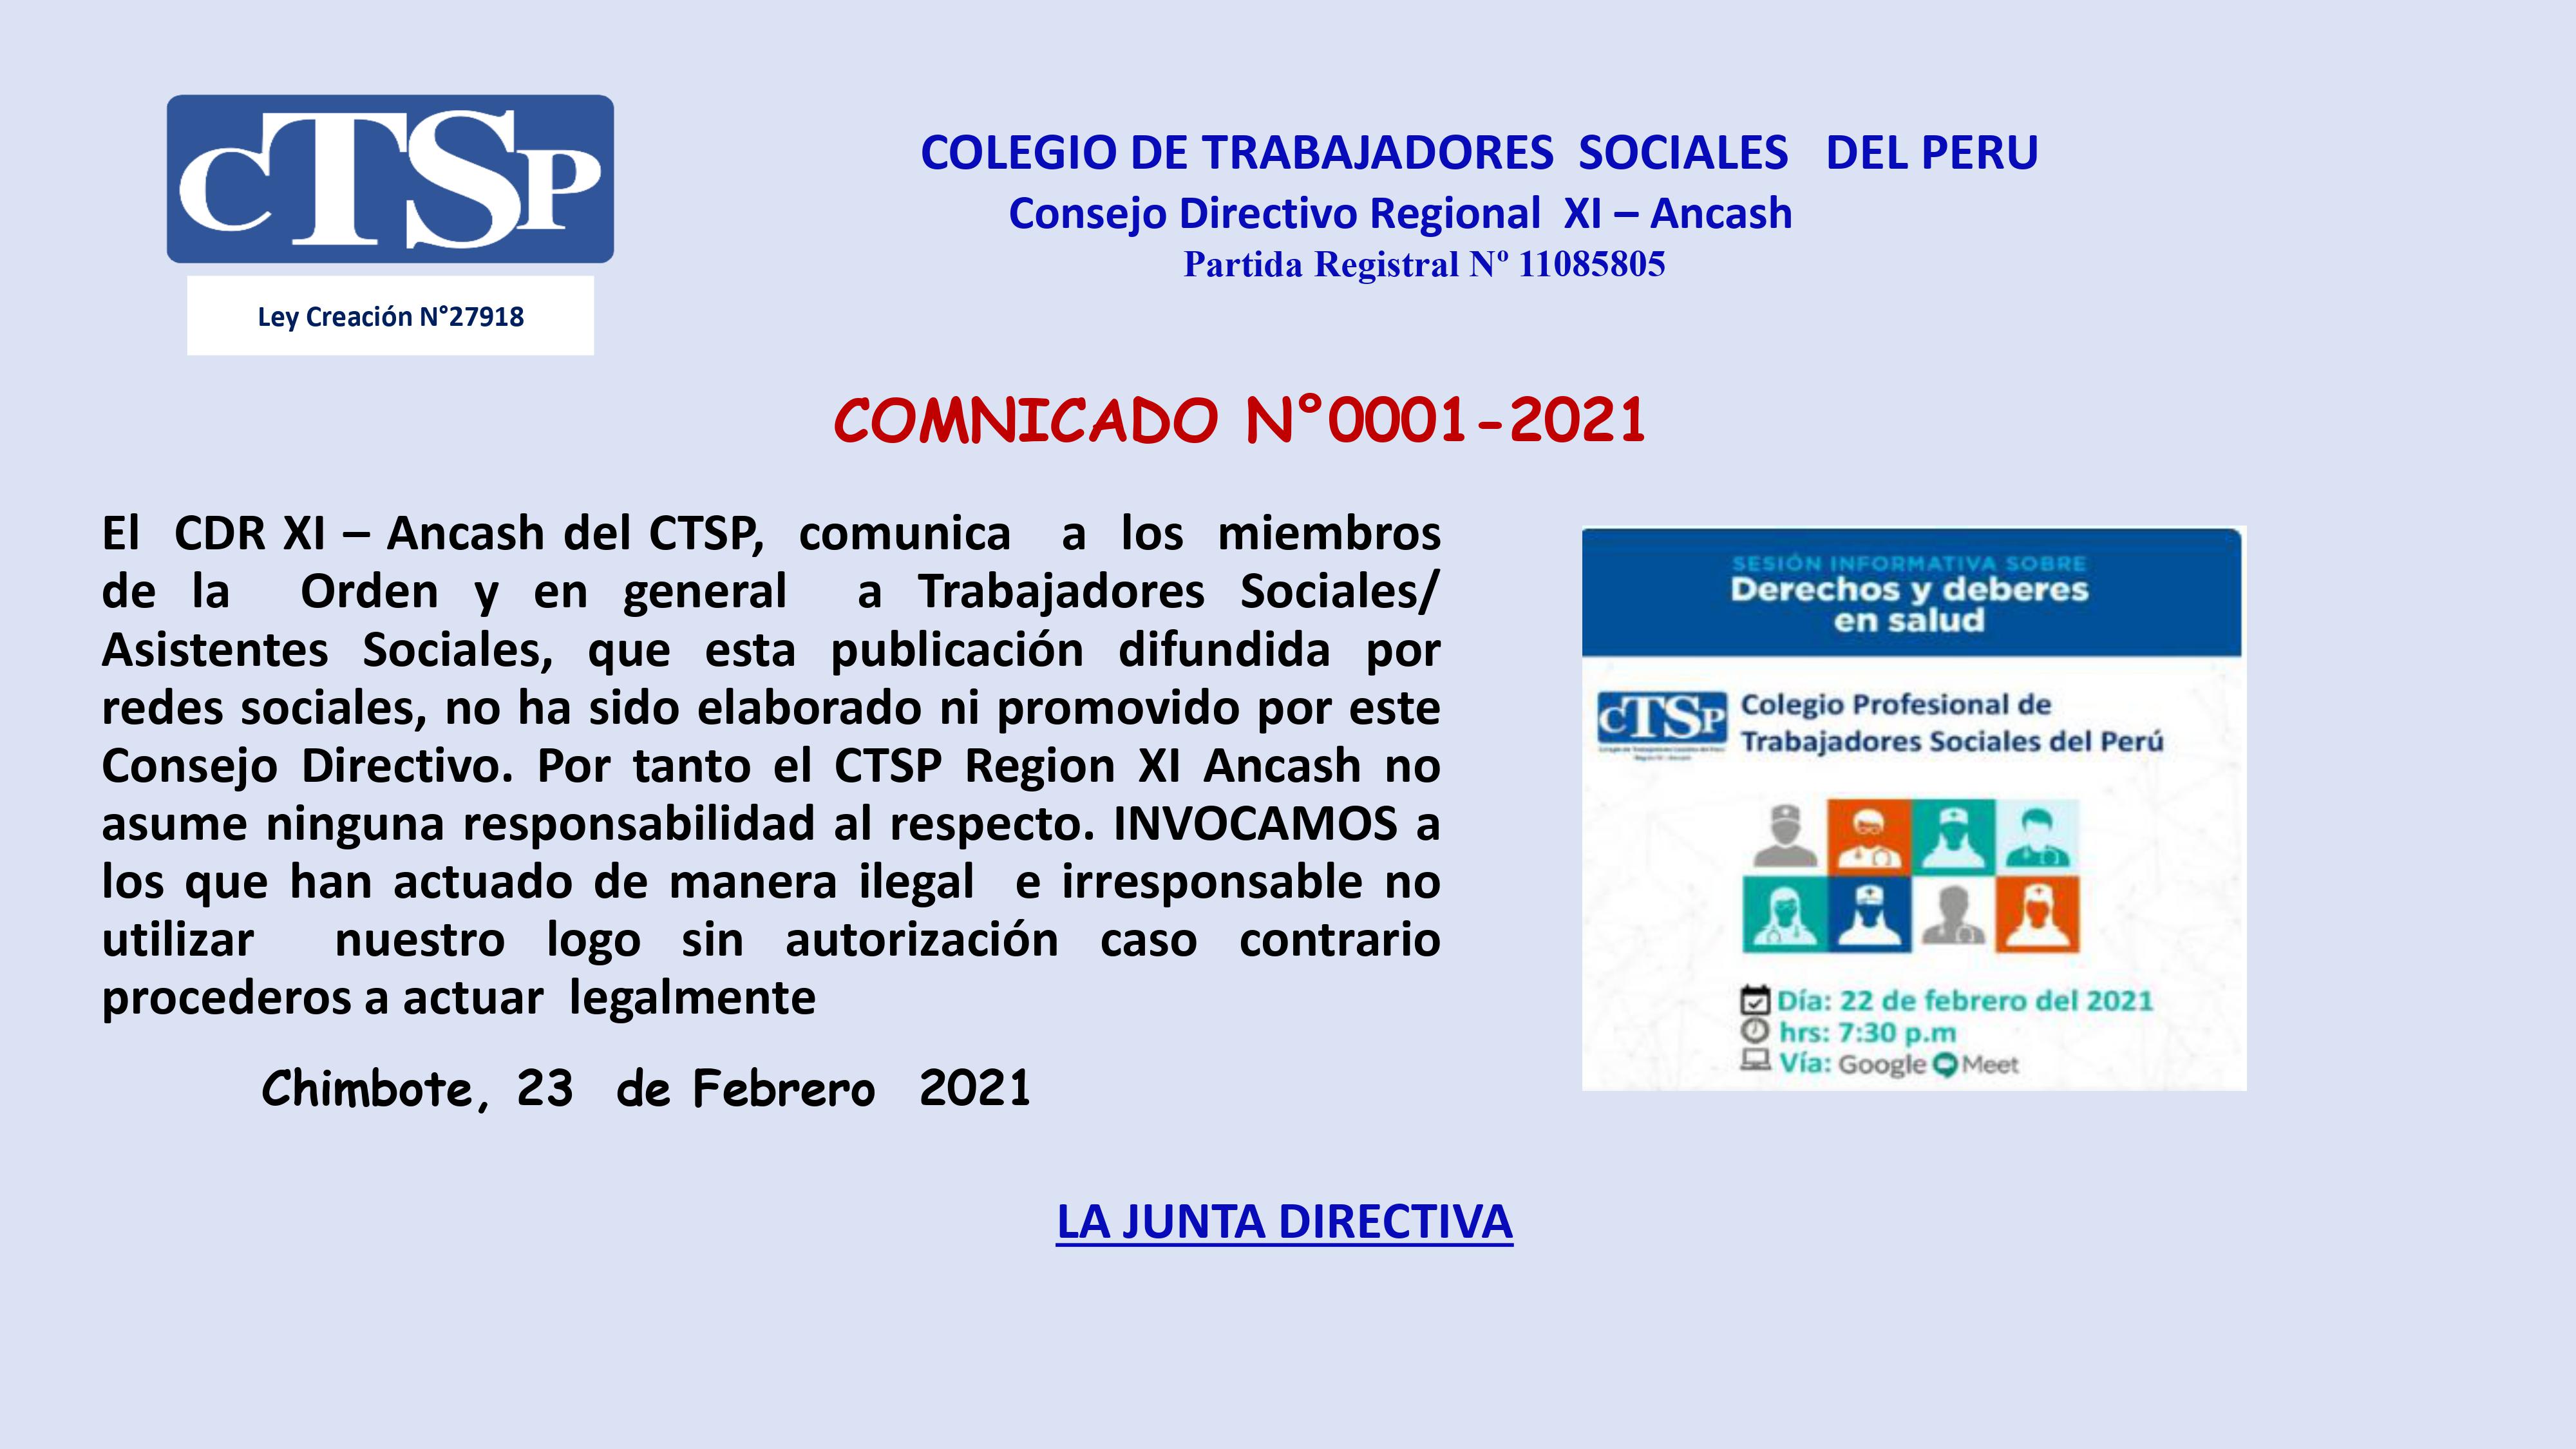 cTSP
Ley Creación N°27918
COLEGIO DE TRABAJADORES SOCIALES DEL PERU
Consejo Directivo Regional XI – Ancash
Partida Registral Nº 11085805
COMNICADO N°0001-2021
El CDR XI – Ancash del CTSP, comunica a los miembros
de la Orden y en general a Trabajadores Sociales/
Asistentes Sociales, que esta publicación difundida por
redes sociales, no ha sido elaborado ni promovido por este
Consejo Directivo. Por tanto el CTSP Region XI Ancash no
asume ninguna responsabilidad al respecto. INVOCAMOS a
los que han actuado de manera ilegal e irresponsable no
utilizar nuestro logo sin autorización caso contrario
procederos a actuar legalmente
Chimbote, 23 de Febrero 2021
SESIÓN INFORMATIVA SOBRE
Derechos y deberes
en salud
cTSP
Colegio Profesional de
Trabajadores Sociales del Perú
Día: 22 de febrero del 2021
hrs: 7:30 p.m
Vía: Google Meet
LA JUNTA DIRECTIVA